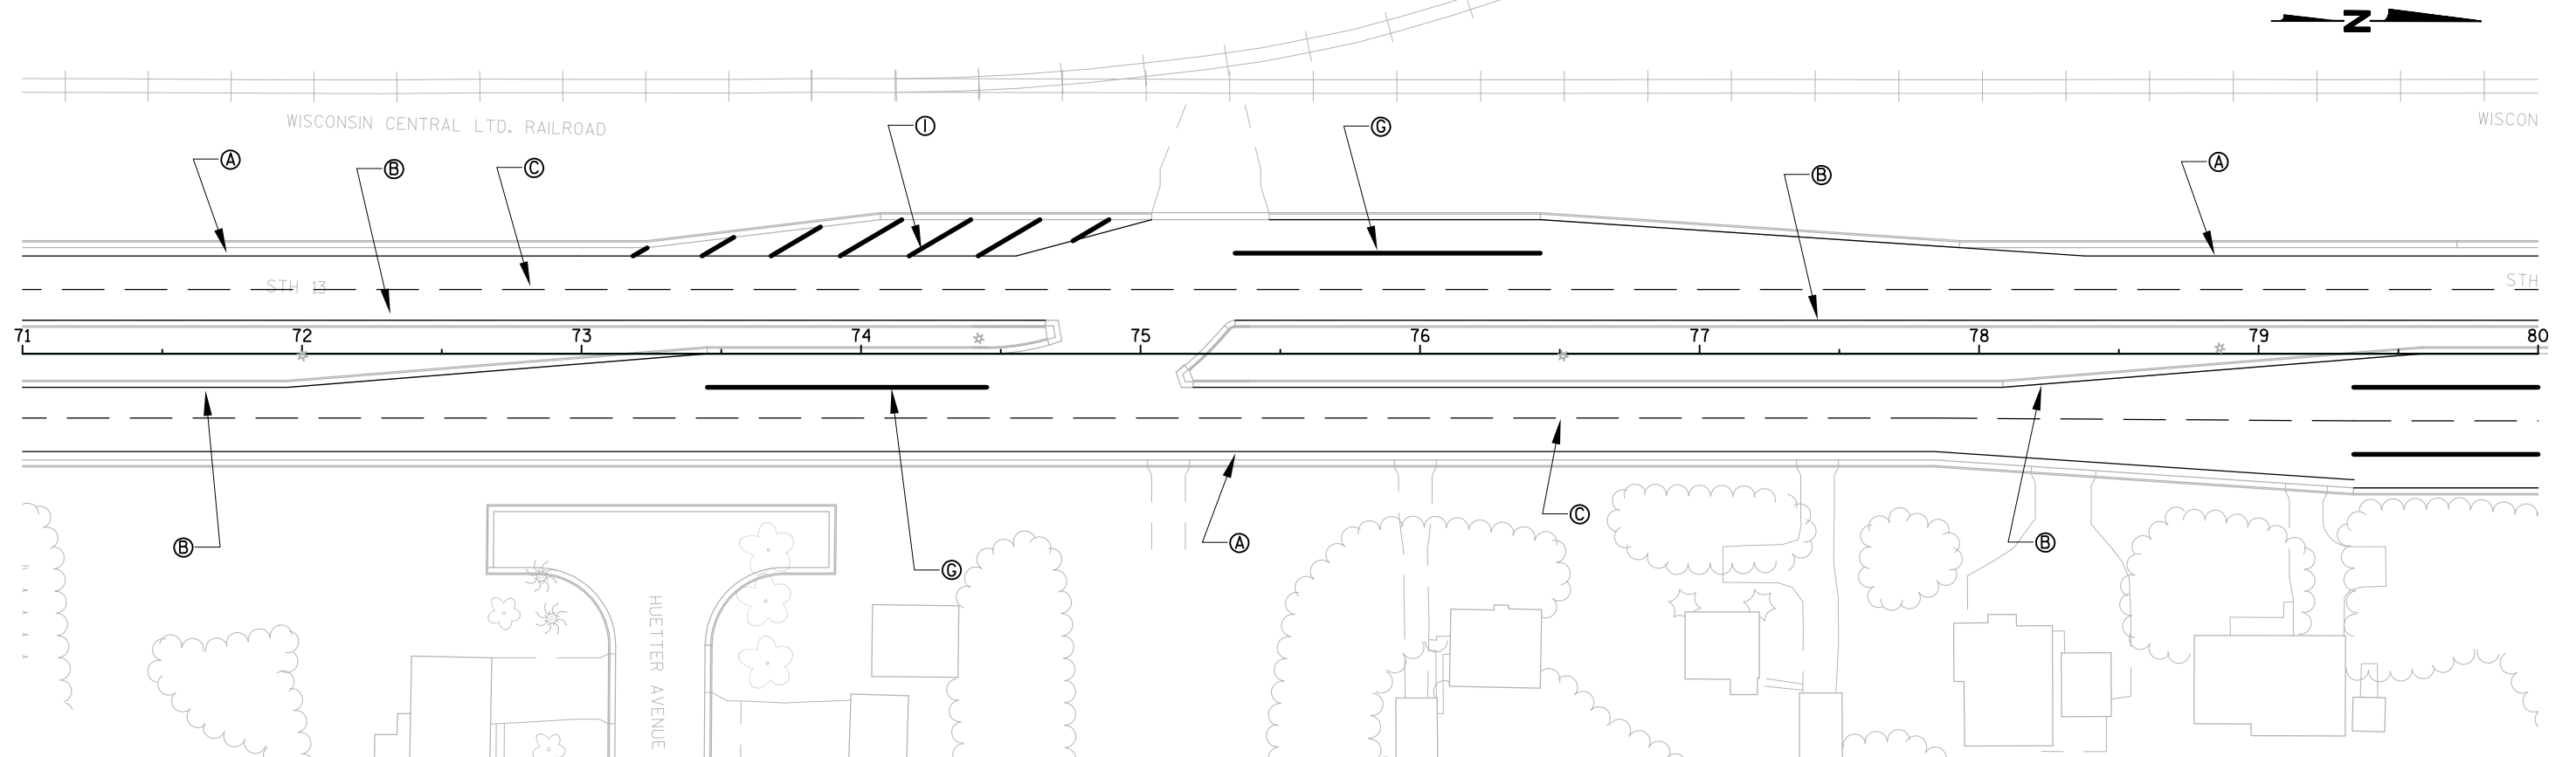 N
WISCONSIN CENTRAL LTD. RAILROAD
WISCON
I
G
A
B
C
B
A
STH 13
STH
71 72 73 74 75 76 77 78 79 80
B
G
A
C
B
HUETTER AVENUE